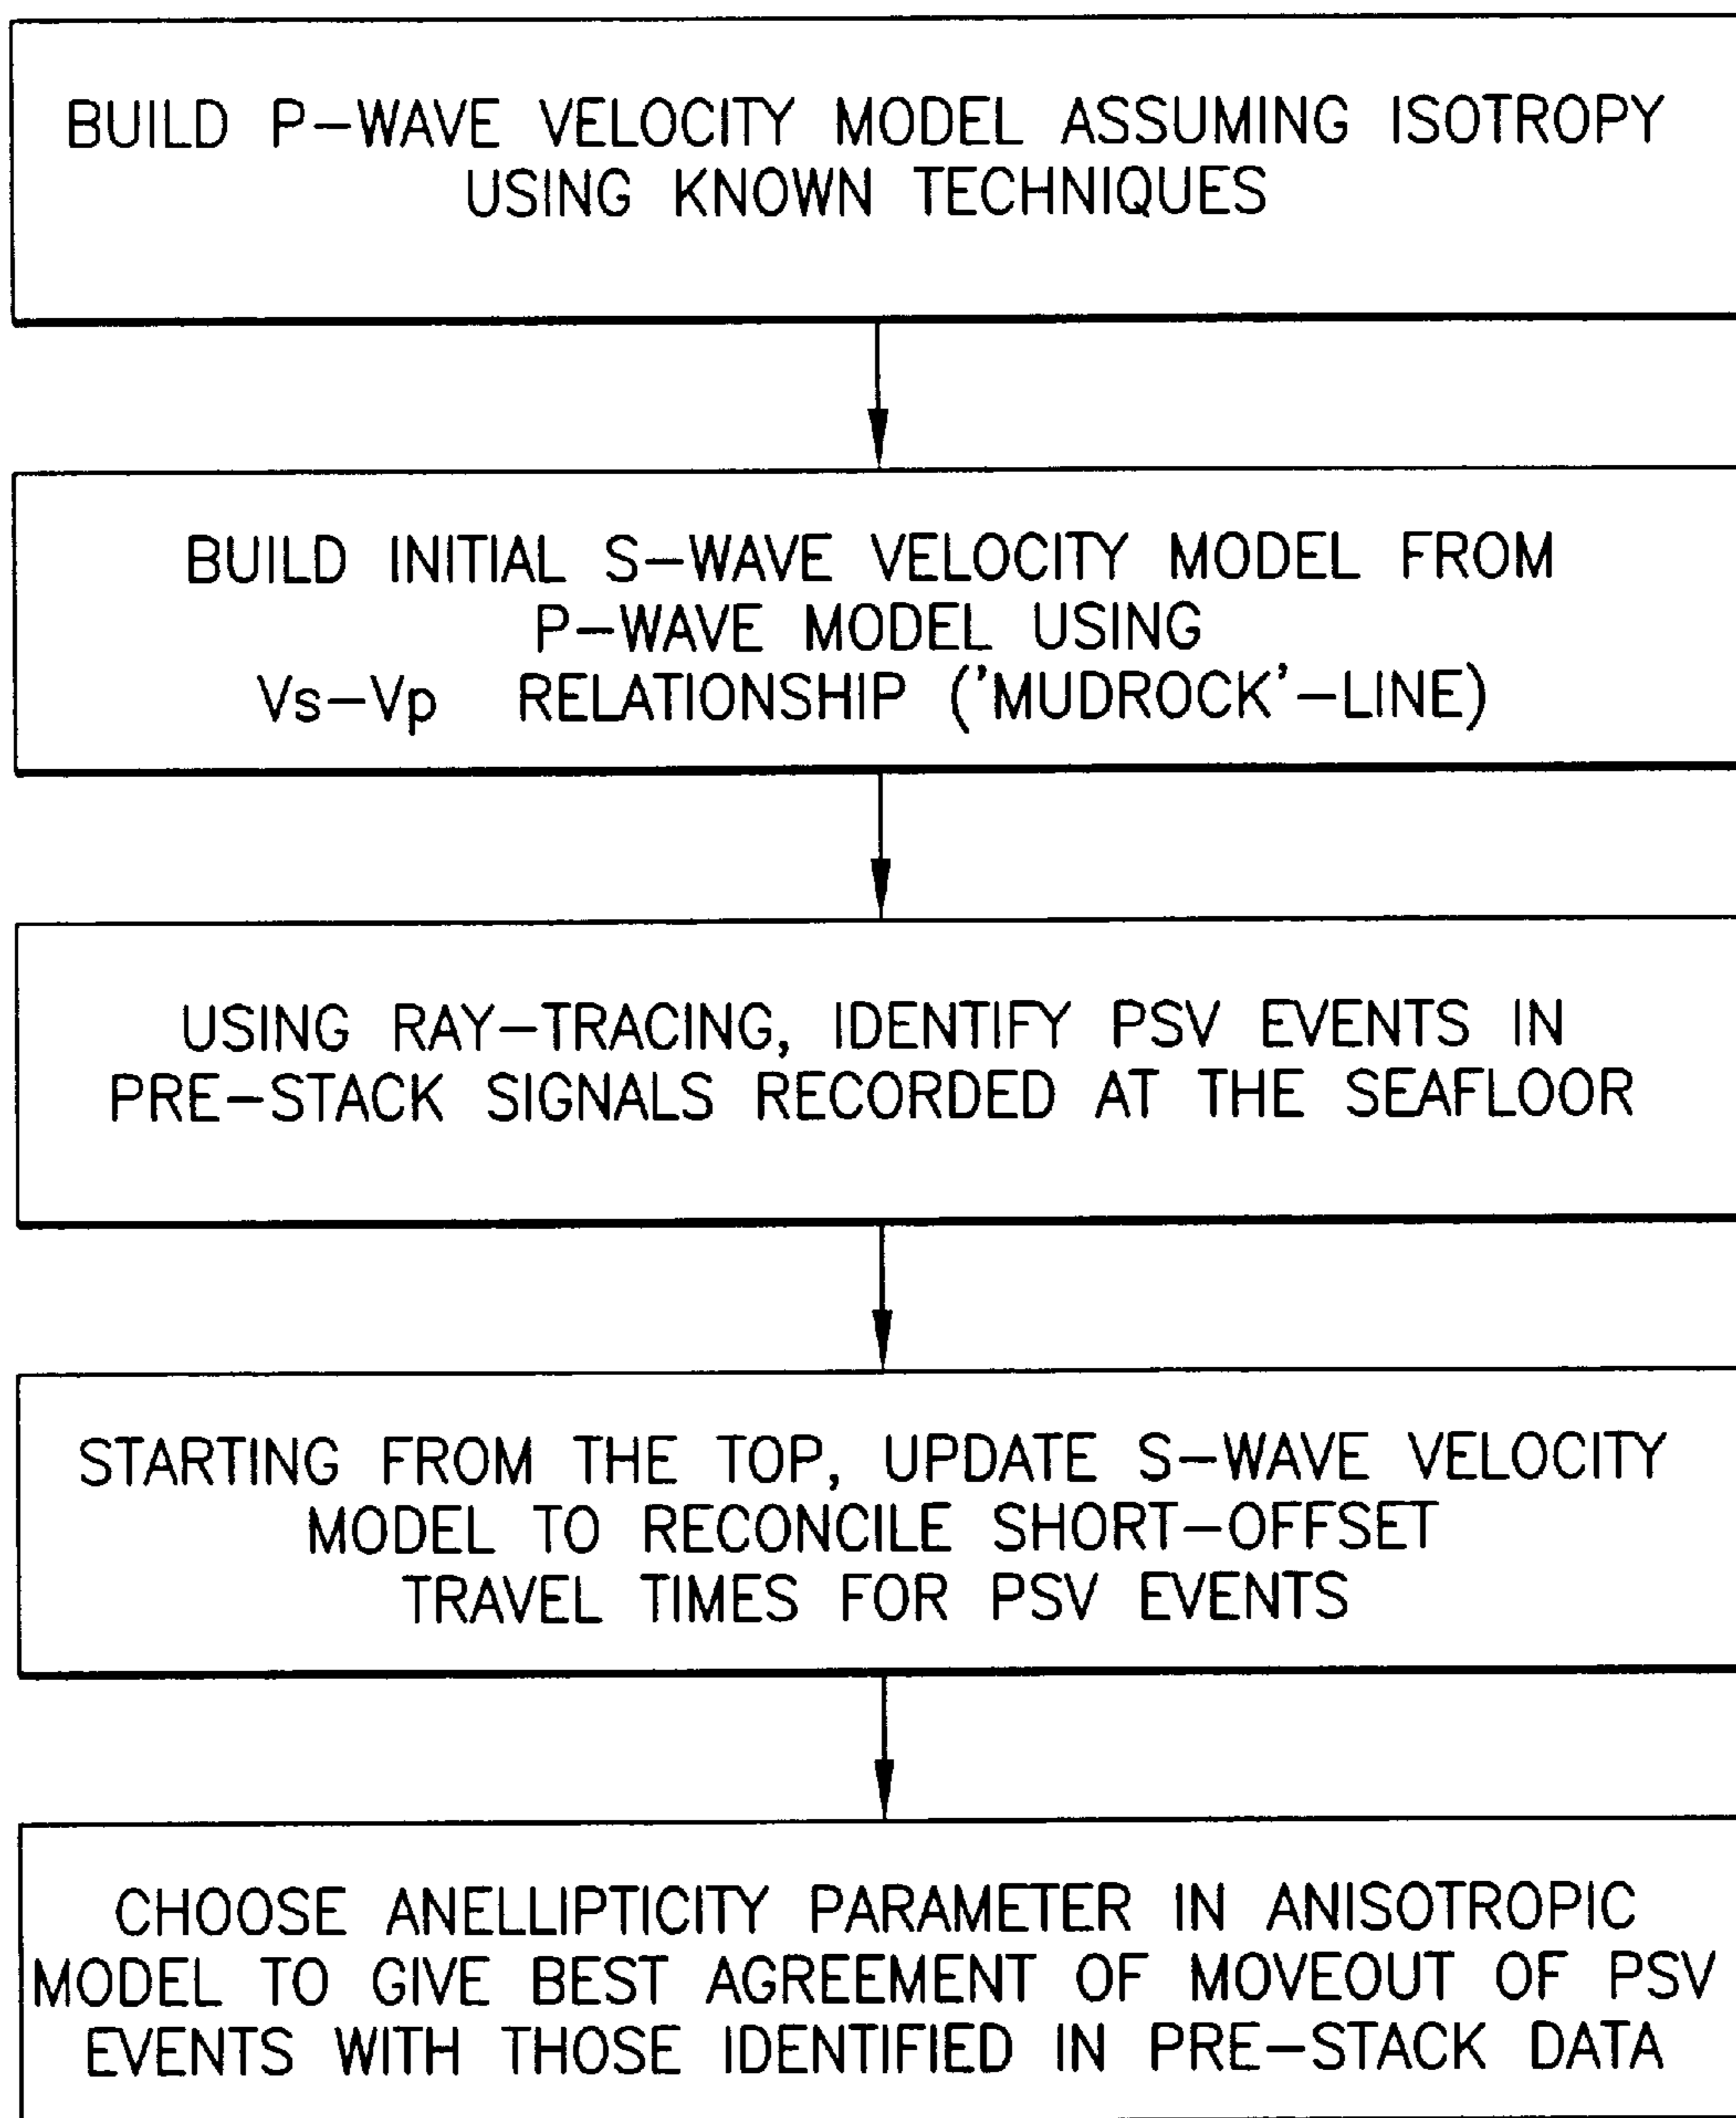 BUILD P-WAVE VELOCITY MODEL ASSUMING ISOTROPY
USING KNOWN TECHNIQUES
BUILD INITIAL S-WAVE VELOCITY MODEL FROM
P-WAVE MODEL USING
Vs-Vp RELATIONSHIP ('MUDROCK'-LINE)
USING RAY-TRACING, IDENTIFY PSV EVENTS IN
PRE-STACK SIGNALS RECORDED AT THE SEAFLOOR
STARTING FROM THE TOP, UPDATE S-WAVE VELOCITY
MODEL TO RECONCILE SHORT-OFFSET
TRAVEL TIMES FOR PSV EVENTS
CHOOSE ANELLIPTICITY PARAMETER IN ANISOTROPIC
MODEL TO GIVE BEST AGREEMENT OF MOVEOUT OF PSV
EVENTS WITH THOSE IDENTIFIED IN PRE-STACK DATA